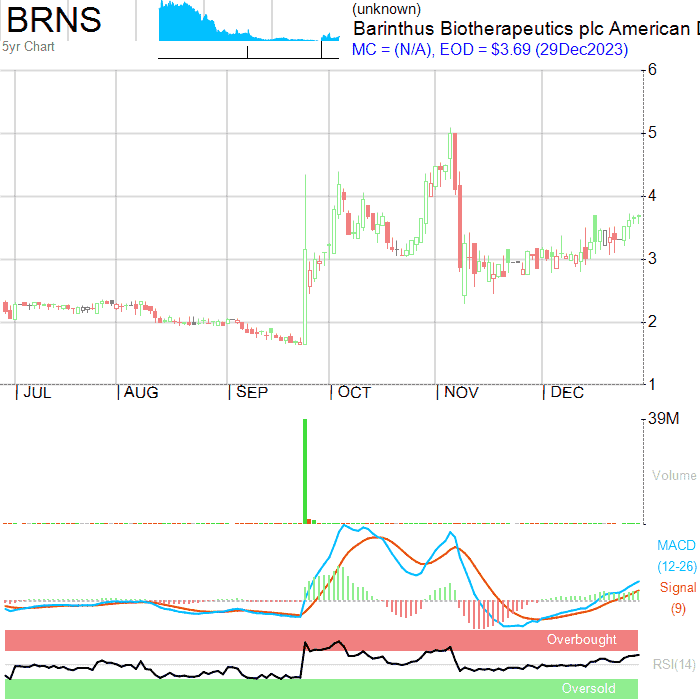 BRNS
5yr Chart
(unknown)
Barinthus Biotherapeutics plc American
MC = (N/A), EOD = $3.69 (29Dec2023)
6
5
4
3
2
1
JUL AUG SEP OCT NOV DEC
39M
Volume
MACD
(12-26)
Signal
(9)
Overbought
RSI(14)
Oversold